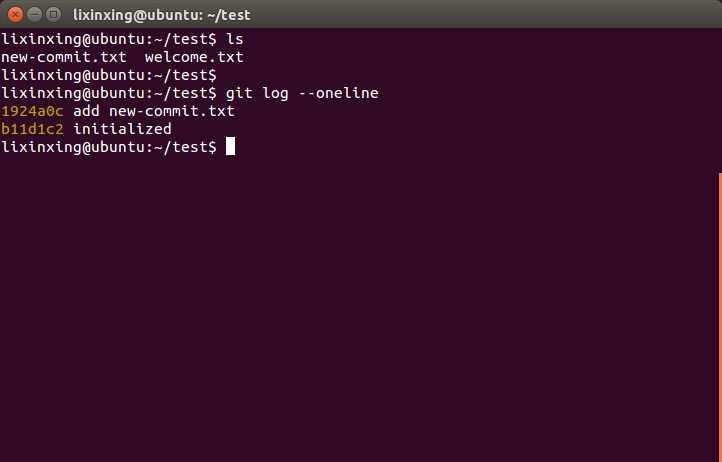 lixinxing@ubuntu: ~/test
lixinxing@ubuntu:~/test$ ls
new-commit.txt  welcome.txt
lixinxing@ubuntu:~/test$
lixinxing@ubuntu:~/test$ git log --oneline
1924a0c add new-commit.txt
b11d1c2 initialized
lixinxing@ubuntu:~/test$